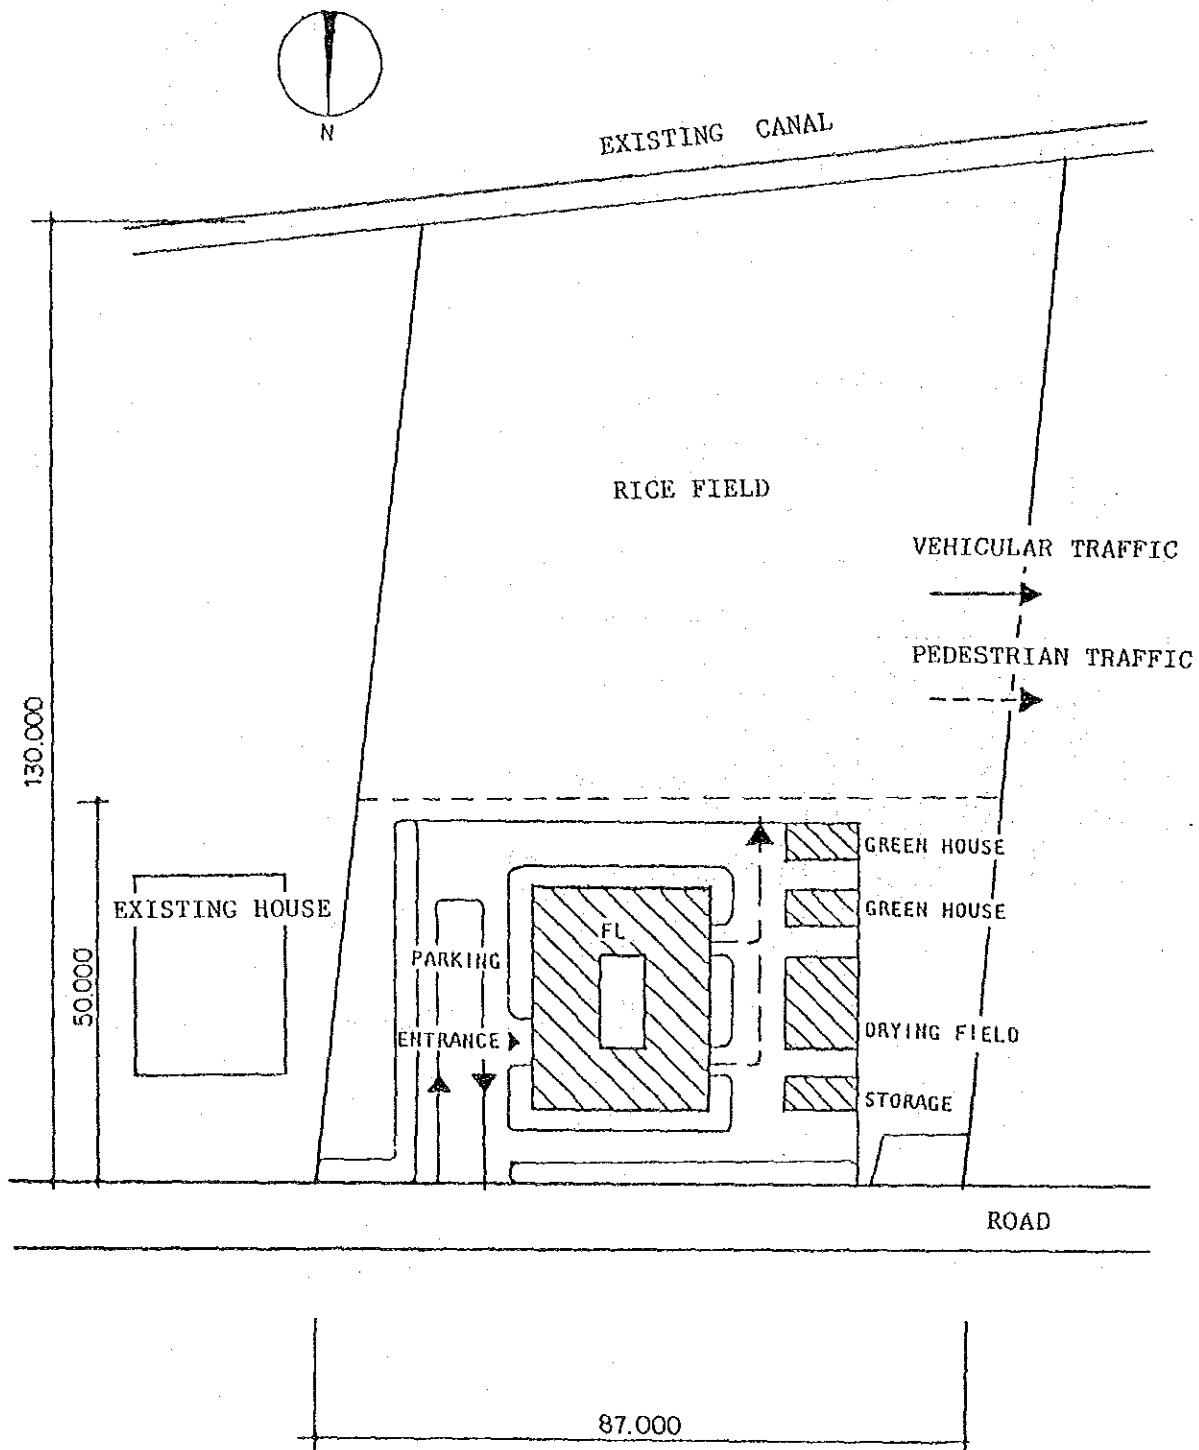 N
EXISTING CANAL
RICE FIELD
VEHICULAR TRAFFIC
PEDESTRIAN TRAFFIC
130.000
50.000
EXISTING HOUSE
GREEN HOUSE
GREEN HOUSE
FL
PARKING
ENTRANCE
DRYING FIELD
STORAGE
ROAD
87.000